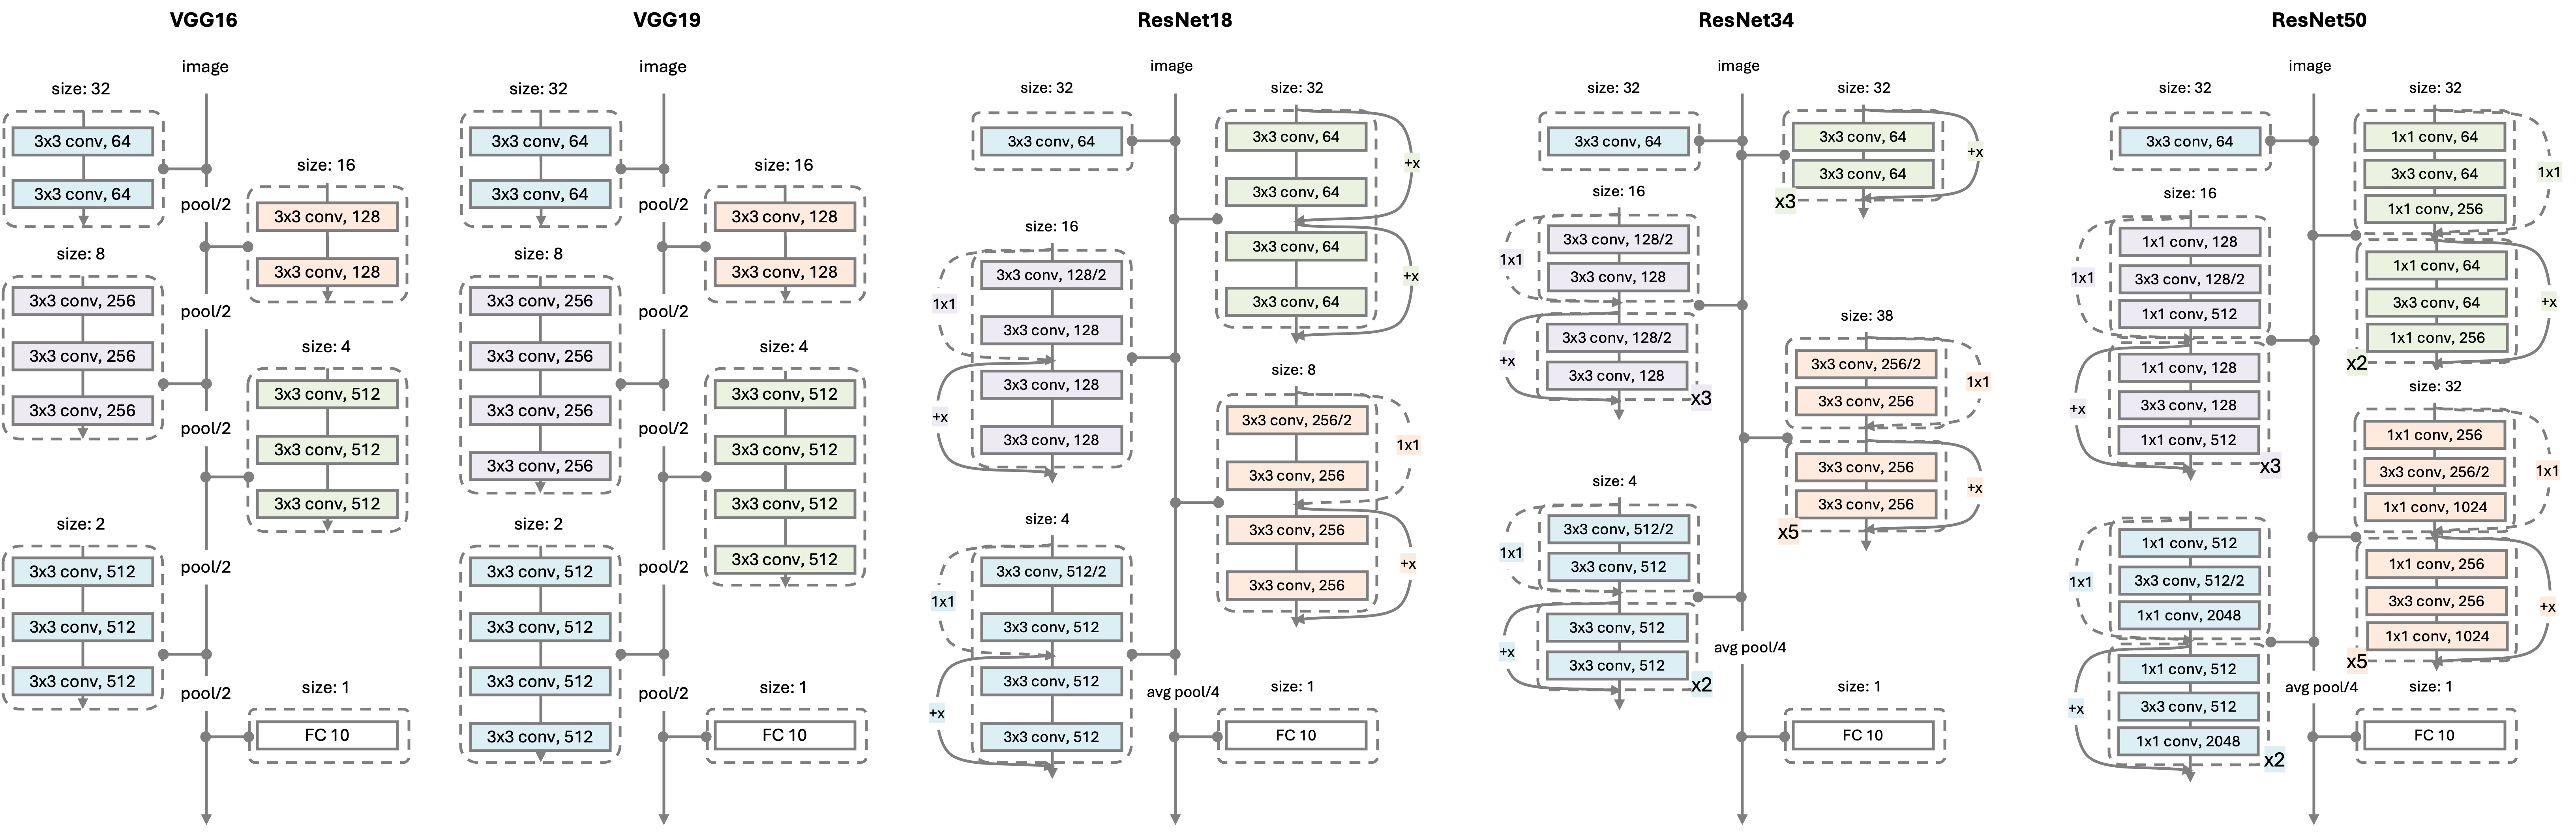 VGG16
image
size: 32
3x3 conv, 64
3x3 conv, 64
pool/2
size: 16
3x3 conv, 128
3x3 conv, 128
pool/2
size: 8
3x3 conv, 256
3x3 conv, 256
3x3 conv, 256
pool/2
size: 4
3x3 conv, 512
3x3 conv, 512
3x3 conv, 512
pool/2
size: 2
3x3 conv, 512
3x3 conv, 512
3x3 conv, 512
pool/2
size: 1
FC 10
VGG19
image
size: 32
3x3 conv, 64
3x3 conv, 64
pool/2
size: 16
3x3 conv, 128
3x3 conv, 128
pool/2
size: 8
3x3 conv, 256
3x3 conv, 256
3x3 conv, 256
3x3 conv, 256
pool/2
size: 4
3x3 conv, 512
3x3 conv, 512
3x3 conv, 512
3x3 conv, 512
pool/2
size: 2
3x3 conv, 512
3x3 conv, 512
3x3 conv, 512
3x3 conv, 512
pool/2
size: 1
FC 10
ResNet18
image
size: 32
3x3 conv, 64
size: 32
3x3 conv, 64
+x
3x3 conv, 64
3x3 conv, 64
+x
3x3 conv, 64
size: 16
3x3 conv, 128/2
1x1
3x3 conv, 128
3x3 conv, 128
+x
3x3 conv, 128
size: 8
3x3 conv, 256/2
1x1
3x3 conv, 256
3x3 conv, 256
+x
3x3 conv, 256
size: 4
3x3 conv, 512/2
1x1
3x3 conv, 512
3x3 conv, 512
+x
3x3 conv, 512
avg pool/4
size: 1
FC 10
ResNet34
image
size: 32
3x3 conv, 64
size: 32
3x3 conv, 64
+x
3x3 conv, 64
x3
size: 16
3x3 conv, 128/2
1x1
3x3 conv, 128
3x3 conv, 128/2
+x
3x3 conv, 128
x3
size: 38
3x3 conv, 256/2
1x1
3x3 conv, 256
3x3 conv, 256
+x
3x3 conv, 256
x5
size: 4
3x3 conv, 512/2
1x1
3x3 conv, 512
3x3 conv, 512
+x
3x3 conv, 512
x2
avg pool/4
size: 1
FC 10
ResNet50
image
size: 32
3x3 conv, 64
size: 32
1x1 conv, 64
3x3 conv, 64
1x1
1x1 conv, 256
1x1 conv, 64
3x3 conv, 64
+x
1x1 conv, 256
x2
size: 16
1x1 conv, 128
3x3 conv, 128/2
1x1
1x1 conv, 512
1x1 conv, 128
3x3 conv, 128
+x
1x1 conv, 512
x3
size: 32
1x1 conv, 256
3x3 conv, 256/2
1x1
1x1 conv, 1024
1x1 conv, 256
3x3 conv, 256
+x
1x1 conv, 1024
x5
1x1 conv, 512
3x3 conv, 512/2
1x1
1x1 conv, 2048
1x1 conv, 512
3x3 conv, 512
+x
1x1 conv, 2048
x2
avg pool/4
size: 1
FC 10